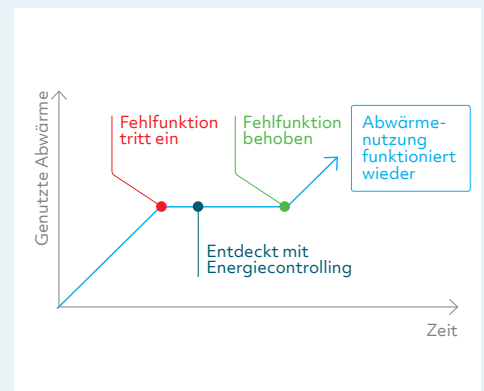 Genutzte Abwärme
Fehlfunktion
tritt ein
Fehlfunktion
behoben
Abwärme-
nutzung
funktioniert
wieder
Entdeckt mit
Energiecontrolling
Zeit